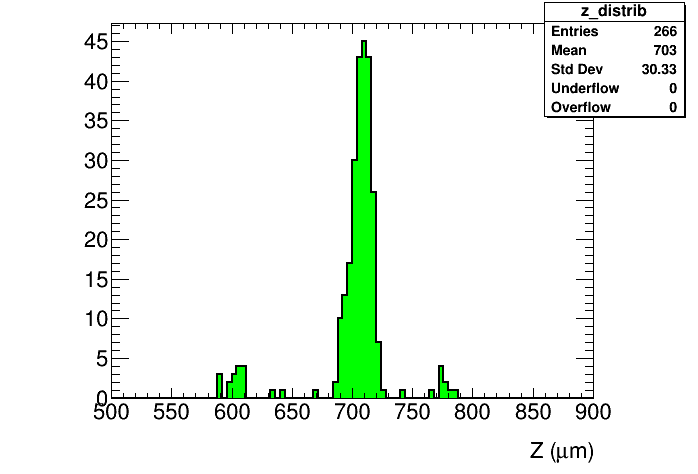 z_distrib
Entries 266
Mean 703
Std Dev 30.33
Underflow 0
Overflow 0
45
40
35
30
25
20
15
10
5
0
500 550 600 650 700 750 800 850 900
Z (μm)